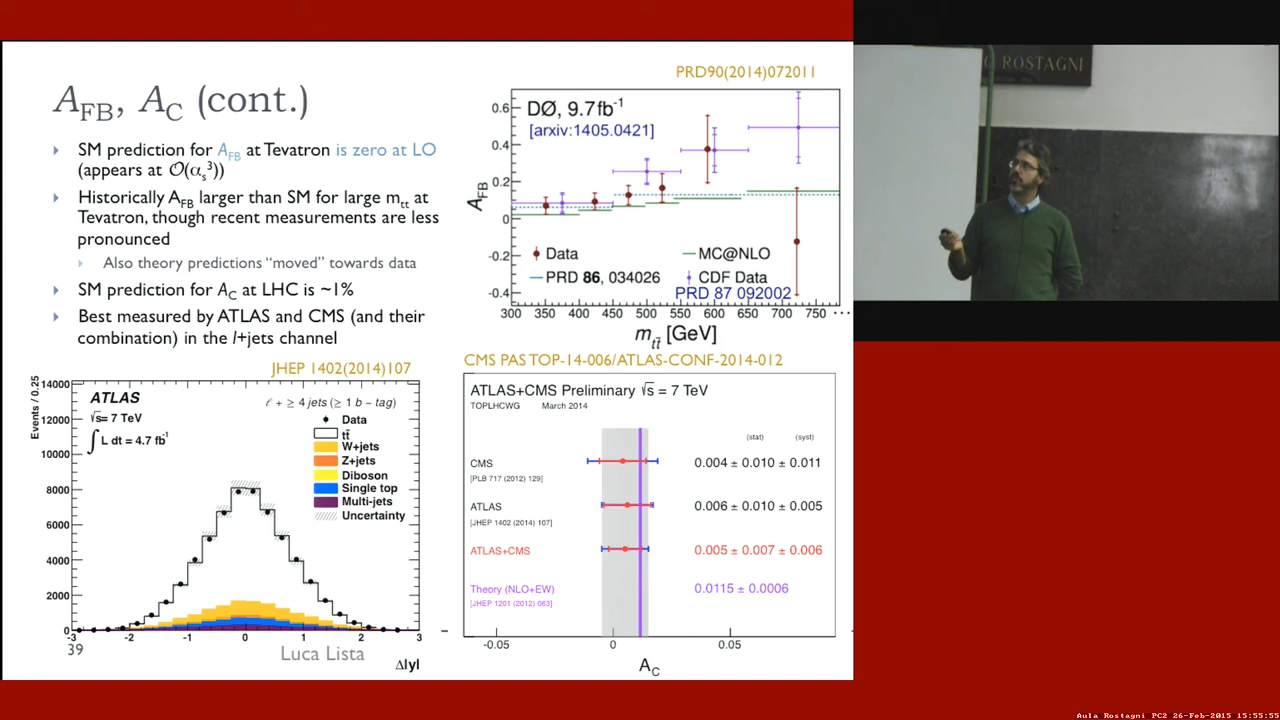 A_FB, A_C (cont.)
SM prediction for A_FB at Tevatron is zero at LO
(appears at O(α_s³))
Historically A_FB larger than SM for large m_tt at
Tevatron, though recent measurements are less
pronounced
Also theory predictions “moved” towards data
SM prediction for A_C at LHC is ~1%
Best measured by ATLAS and CMS (and their
combination) in the l+jets channel
PRD90(2014)072011
DØ, 9.7fb⁻¹
[arxiv:1405.0421]
A_FB
0.6
0.4
0.2
0
-0.2
-0.4
Data
MC@NLO
PRD 86, 034026
CDF Data
PRD 87 092002
300 350 400 450 500 550 600 650 700 750 ...
m_tt̄ [GeV]
JHEP 1402(2014)107
Events / 0.25
14000
12000
10000
8000
6000
4000
2000
0
ATLAS
√s= 7 TeV
∫ L dt = 4.7 fb⁻¹
ℓ + ≥ 4 jets (≥ 1 b − tag)
Data
tt̄
W+jets
Z+jets
Diboson
Single top
Multi-jets
Uncertainty
-3 -2 -1 0 1 2 3
Δ|y|
39
Luca Lista
CMS PAS TOP-14-006/ATLAS-CONF-2014-012
ATLAS+CMS Preliminary √s = 7 TeV
TOPLHCWG March 2014
(stat) (syst)
CMS 0.004 ± 0.010 ± 0.011
[PLB 717 (2012) 129]
ATLAS 0.006 ± 0.010 ± 0.005
[JHEP 1402 (2014) 107]
ATLAS+CMS 0.005 ± 0.007 ± 0.006
Theory (NLO+EW) 0.0115 ± 0.0006
[JHEP 1201 (2012) 063]
-0.05 0 0.05
A_C
ROSTAGNI
Aula Rostagni PC2 26-Feb-2015 15:55:55